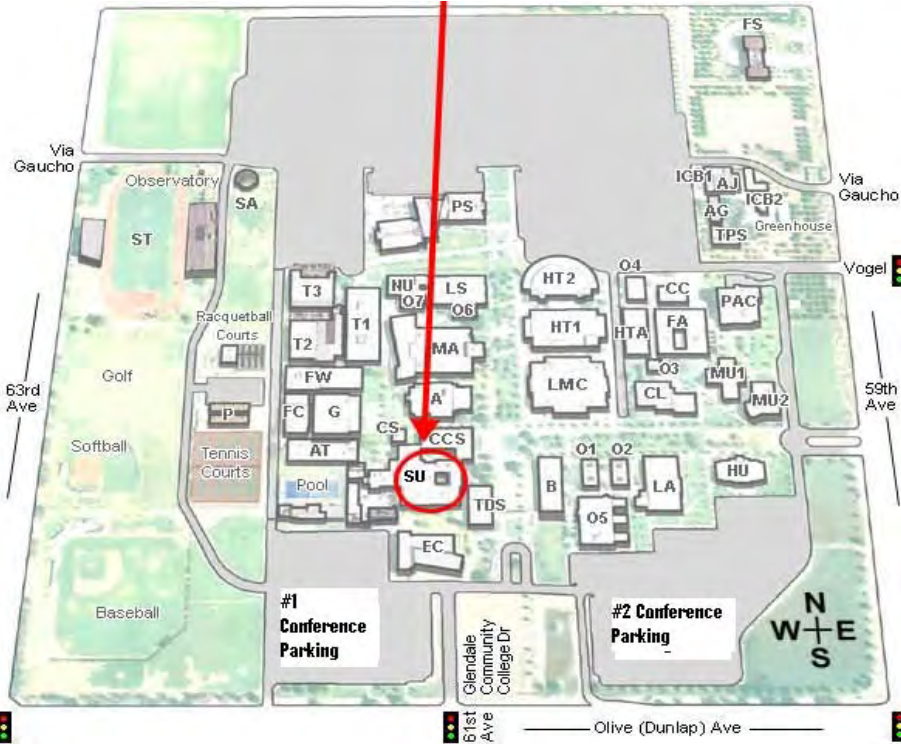 FS
Via
Gaucho
Observatory
SA
ST
PS
ICB1
AJ
ICB2
AG
TPS
Greenhouse
Via
Gaucho
Vogel
T3
NU
O7
LS
O6
HT2
O4
CC
PAC
T1
T2
MA
HT1
HTA
FA
Racquetball
Courts
Golf
FW
LMC
O3
CL
MU1
MU2
63rd
Ave
59th
Ave
P
FC
G
A
CS
CCS
AT
Softball
Tennis
Courts
Pool
SU
TDS
B
O1
O2
LA
HU
O5
EC
Baseball
#1
Conference
Parking
Glendale
Community
College Dr
#2 Conference
Parking
N
W E
S
61st
Ave
Olive (Dunlap) Ave